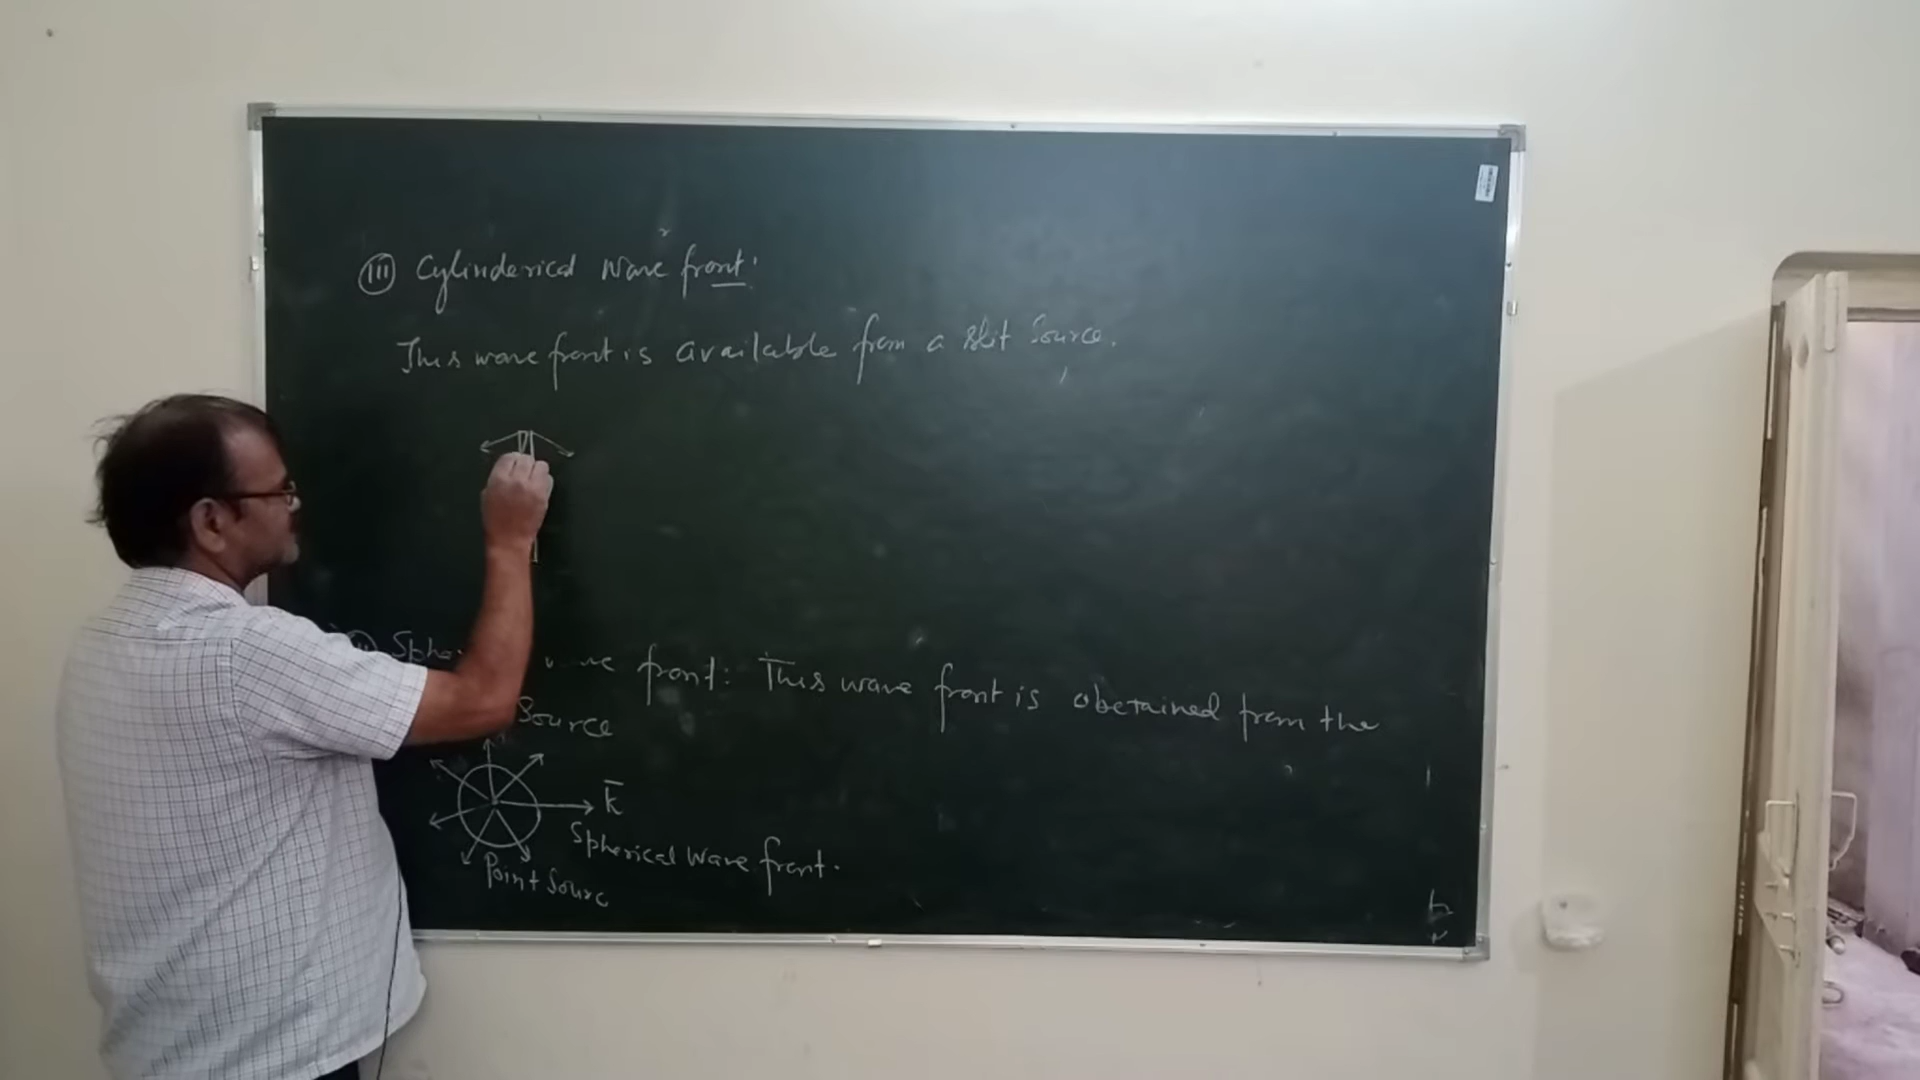 (III) Cylinderical Wave front:
This wave front is available from a slit Source.
front: This wave front is obetained from the
Source
k̅
Spherical Wave front.
Point Sourc